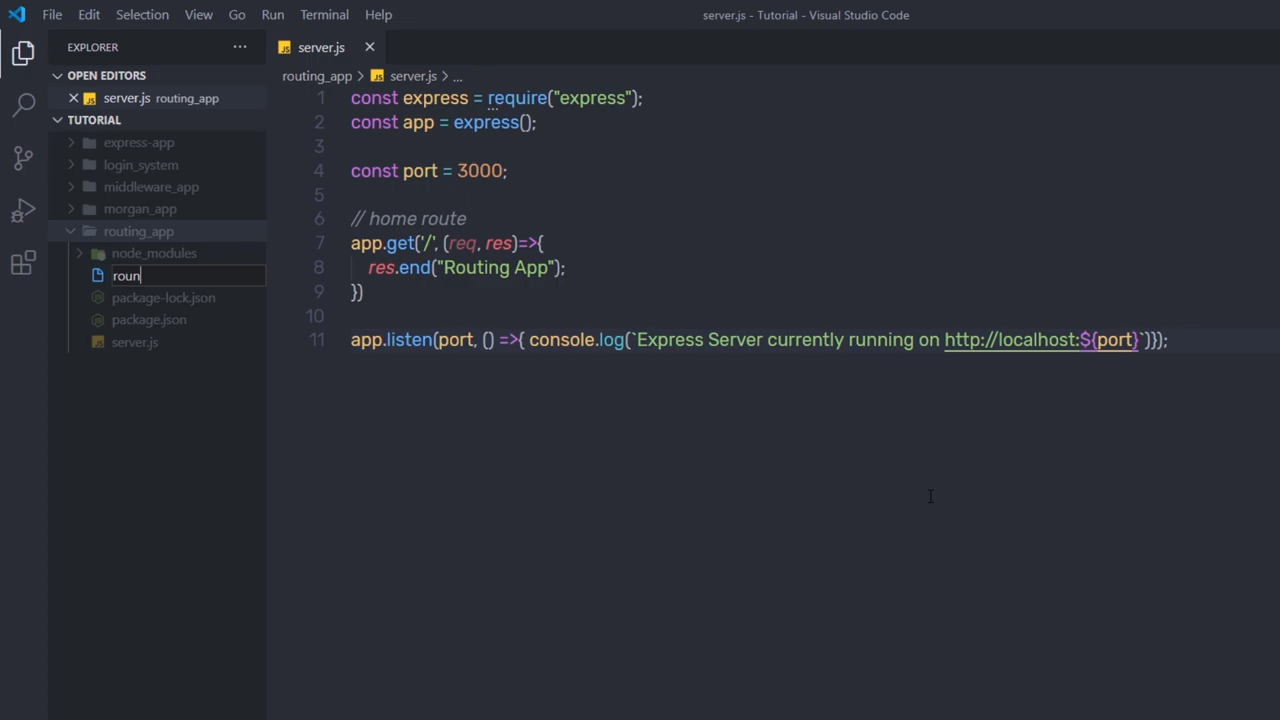 File Edit Selection View Go Run Terminal Help
server.js - Tutorial - Visual Studio Code
EXPLORER
OPEN EDITORS
server.js routing_app
TUTORIAL
express-app
login_system
middleware_app
morgan_app
routing_app
node_modules
roun
package-lock.json
package.json
server.js
server.js
routing_app > server.js > ...
1 const express = require("express");
2 const app = express();
3
4 const port = 3000;
5
6 // home route
7 app.get('/', (req, res)=>{
8 res.end("Routing App");
9 })
10
11 app.listen(port, () =>{ console.log(`Express Server currently running on http://localhost:${port}`)});